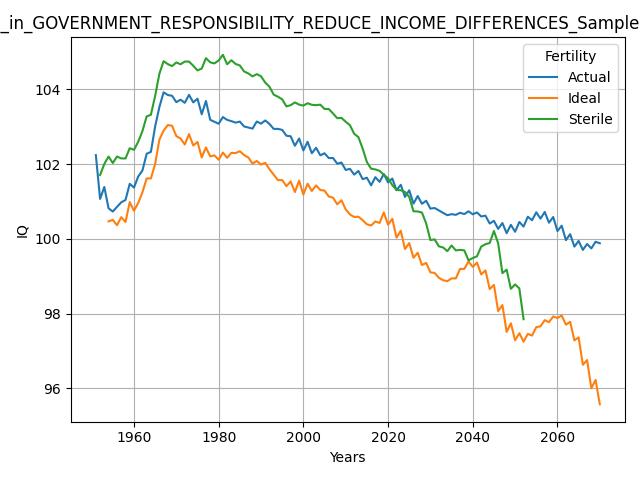 _in_GOVERNMENT_RESPONSIBILITY_REDUCE_INCOME_DIFFERENCES_Sample
Fertility
Actual
Ideal
Sterile
IQ
104
102
100
98
96
1960 1980 2000 2020 2040 2060
Years